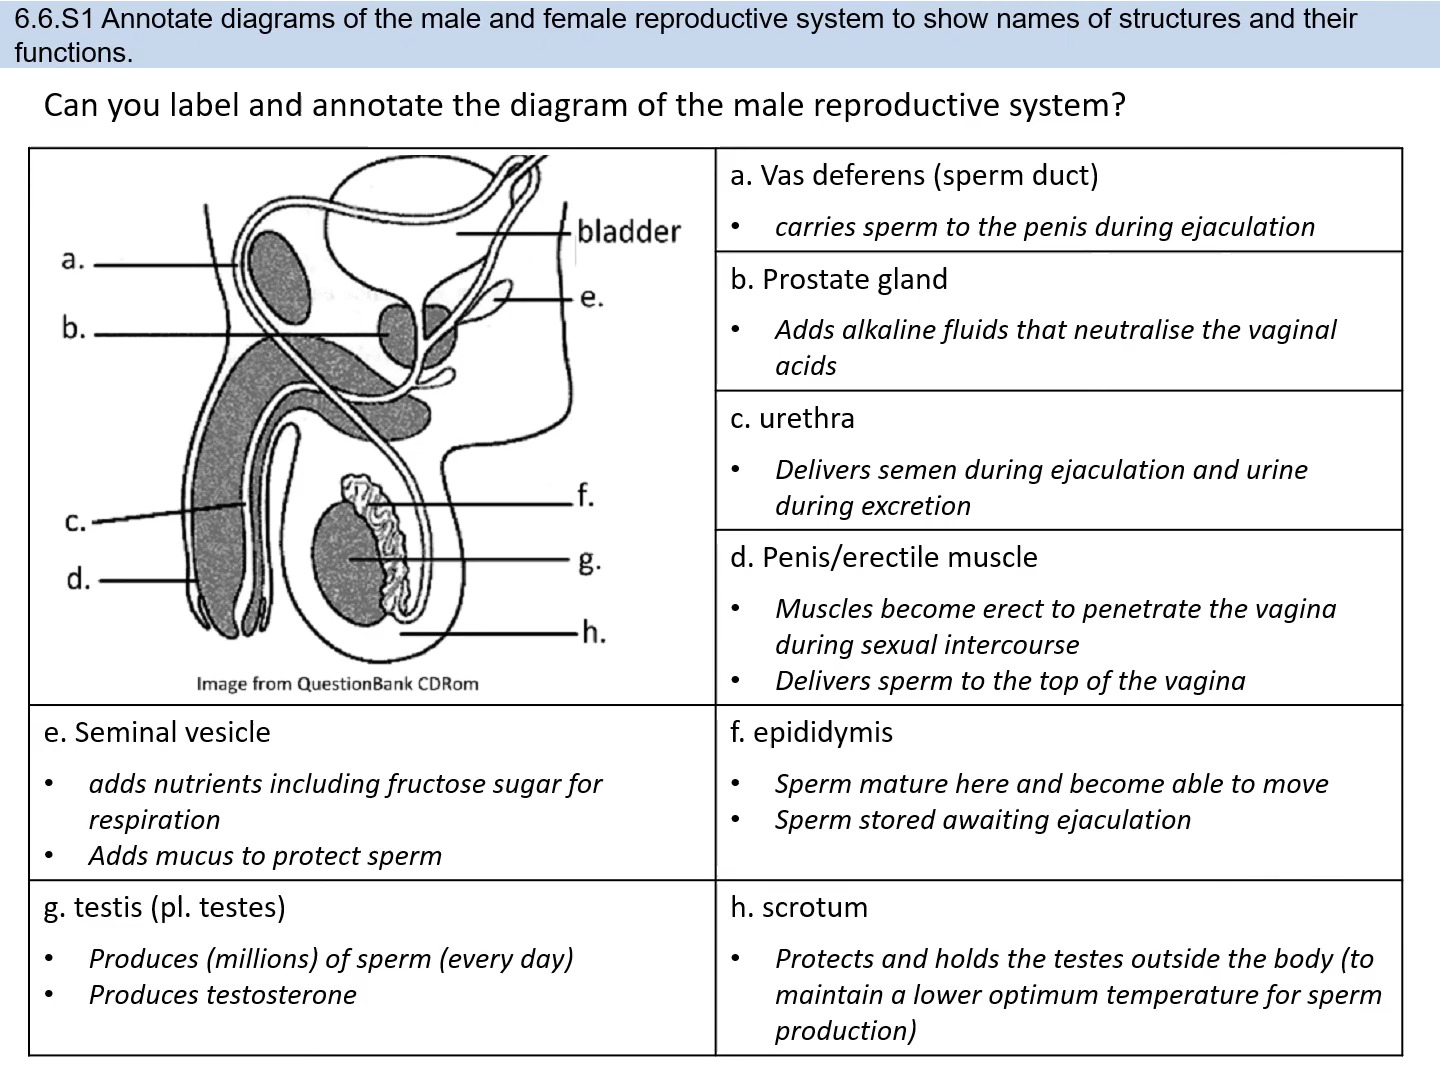 6.6.S1 Annotate diagrams of the male and female reproductive system to show names of structures and their
functions.
Can you label and annotate the diagram of the male reproductive system?
bladder
a.
e.
b.
f.
c.
g.
d.
h.
Image from QuestionBank CDRom
a. Vas deferens (sperm duct)
• carries sperm to the penis during ejaculation
b. Prostate gland
• Adds alkaline fluids that neutralise the vaginal
acids
c. urethra
• Delivers semen during ejaculation and urine
during excretion
d. Penis/erectile muscle
• Muscles become erect to penetrate the vagina
during sexual intercourse
• Delivers sperm to the top of the vagina
e. Seminal vesicle
• adds nutrients including fructose sugar for
respiration
• Adds mucus to protect sperm
f. epididymis
• Sperm mature here and become able to move
• Sperm stored awaiting ejaculation
g. testis (pl. testes)
• Produces (millions) of sperm (every day)
• Produces testosterone
h. scrotum
• Protects and holds the testes outside the body (to
maintain a lower optimum temperature for sperm
production)